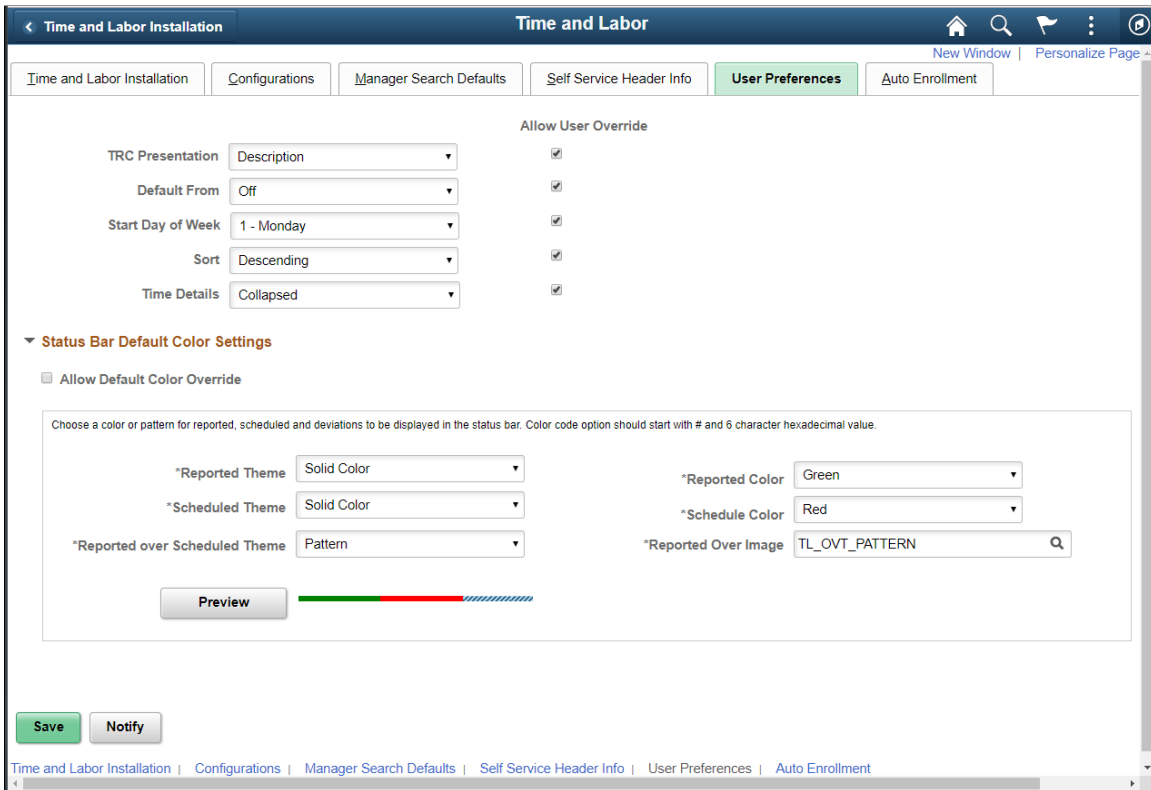 Time and Labor Installation
Time and Labor
New Window | Personalize Page
Time and Labor Installation Configurations Manager Search Defaults Self Service Header Info User Preferences Auto Enrollment
Allow User Override
TRC Presentation Description
Default From Off
Start Day of Week 1 - Monday
Sort Descending
Time Details Collapsed
Status Bar Default Color Settings
Allow Default Color Override
Choose a color or pattern for reported, scheduled and deviations to be displayed in the status bar. Color code option should start with # and 6 character hexadecimal value.
*Reported Theme Solid Color *Reported Color Green
*Scheduled Theme Solid Color *Schedule Color Red
*Reported over Scheduled Theme Pattern *Reported Over Image TL_OVT_PATTERN
Preview
Save Notify
Time and Labor Installation | Configurations | Manager Search Defaults | Self Service Header Info | User Preferences | Auto Enrollment